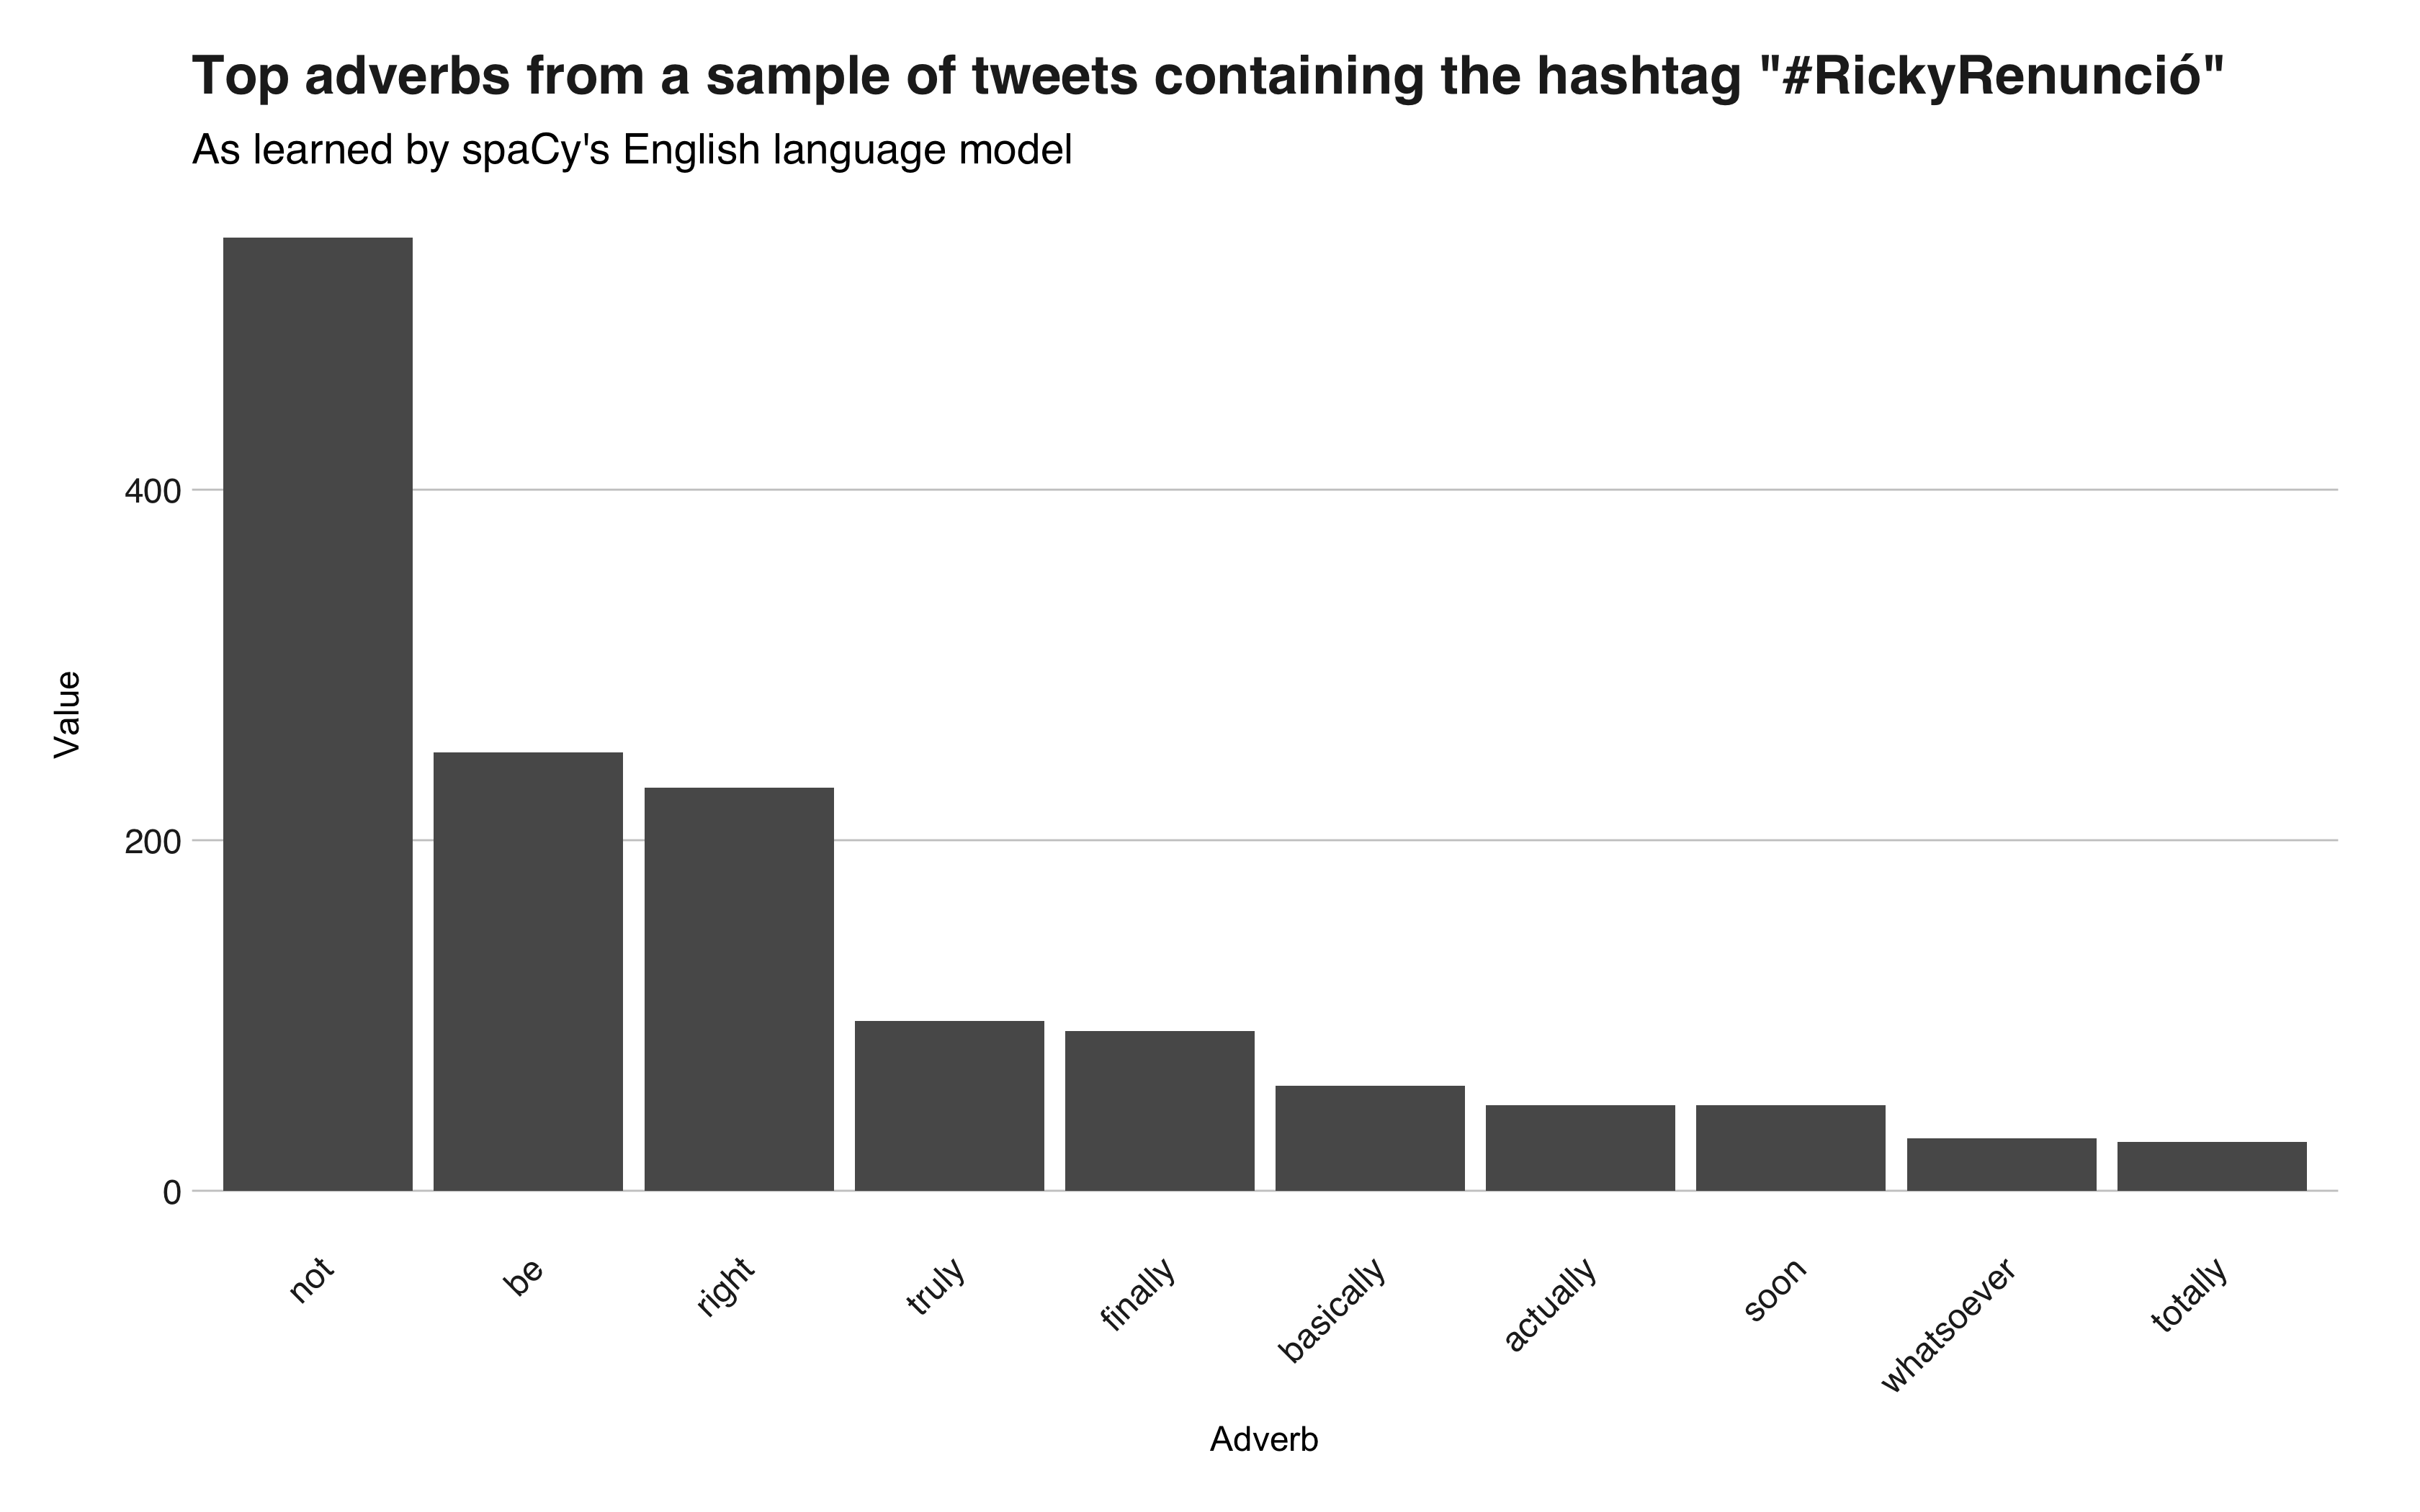 Top adverbs from a sample of tweets containing the hashtag "#RickyRenunció"
As learned by spaCy's English language model
Value
400
200
0
not
be
right
truly
finally
basically
actually
soon
whatsoever
totally
Adverb